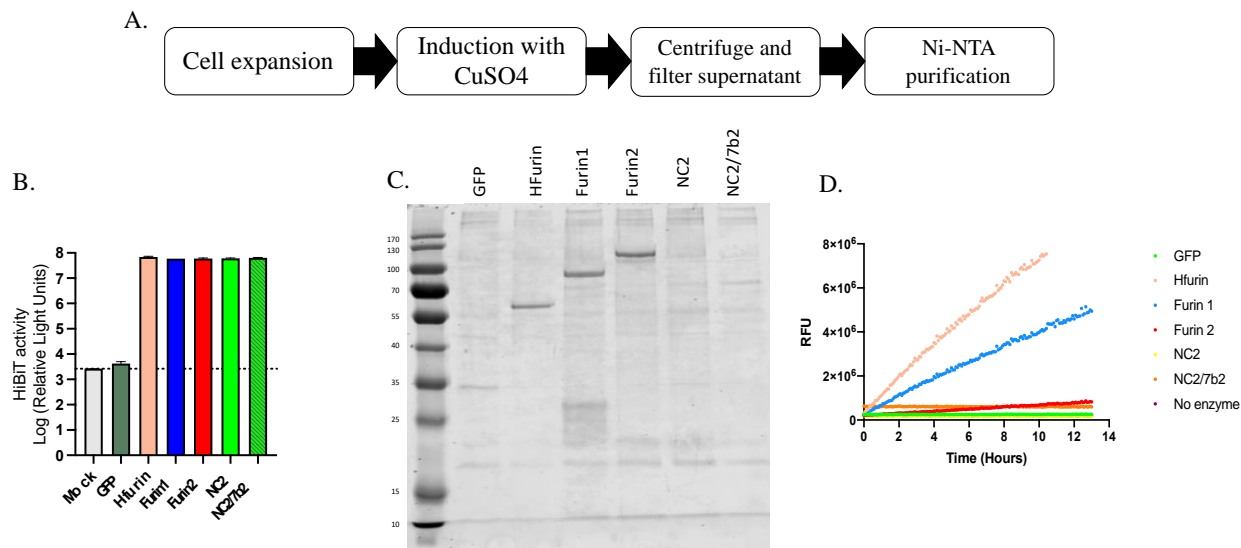 A.
Cell expansion
Induction with
CuSO4
Centrifuge and
filter supernatant
Ni-NTA
purification
B.
HiBiT activity
Log (Relative Light Units)
8
7
6
5
4
3
2
1
0
Mock
GFP
Hfurin
Furin1
Furin2
NC2
NC2/7b2
C.
GFP
HFurin
Furin1
Furin2
NC2
NC2/7b2
170
130
100
70
55
40
35
25
15
10
D.
RFU
8×10⁶
6×10⁶
4×10⁶
2×10⁶
0
0
2
4
6
8
10
12
14
Time (Hours)
GFP
Hfurin
Furin 1
Furin 2
NC2
NC2/7b2
No enzyme